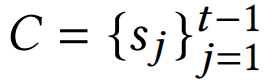 C = {s_j}_{j=1}^{t−1}